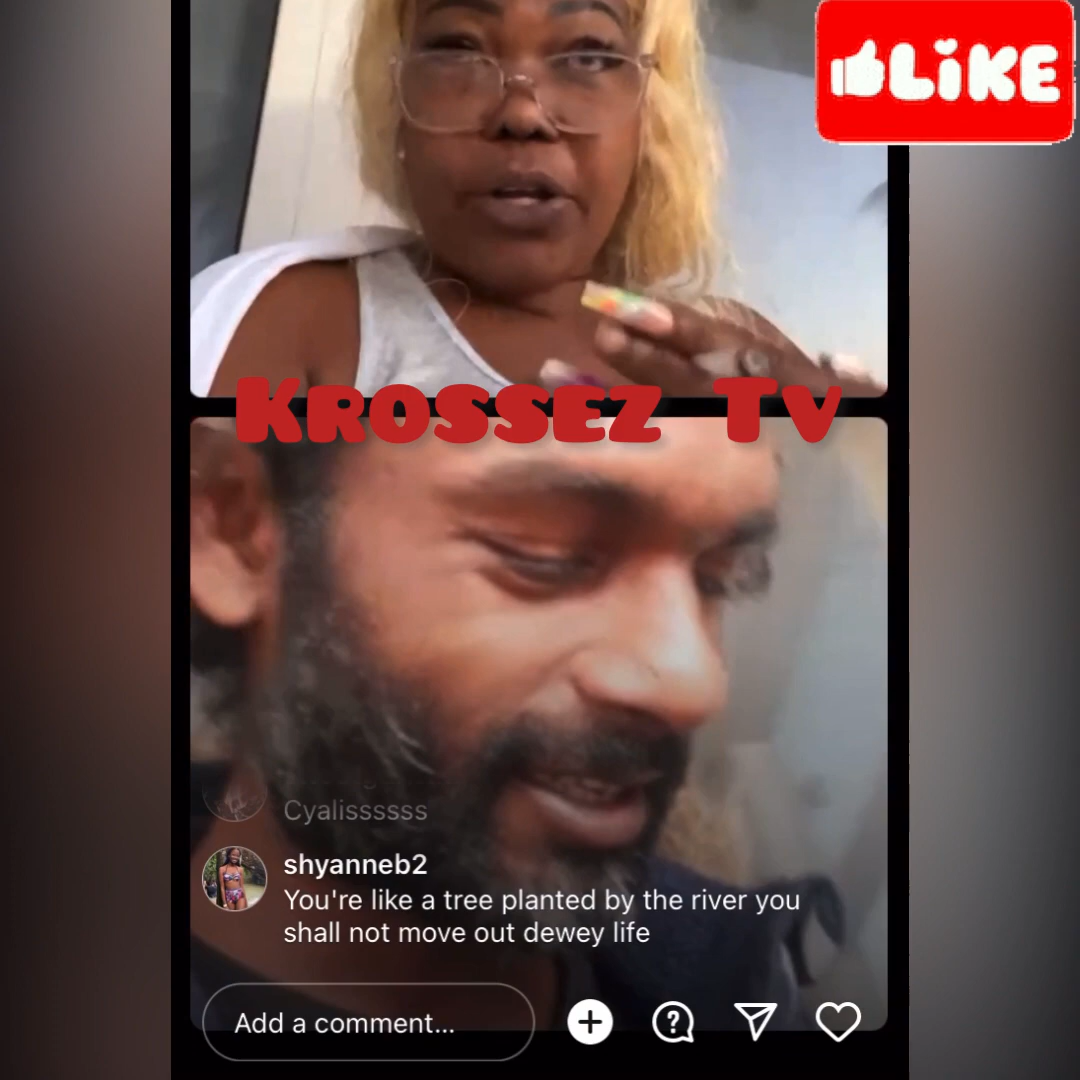 LiKE
KROSSEZ TV
Cyalissssss
shyanneb2
You're like a tree planted by the river you
shall not move out dewey life
Add a comment...